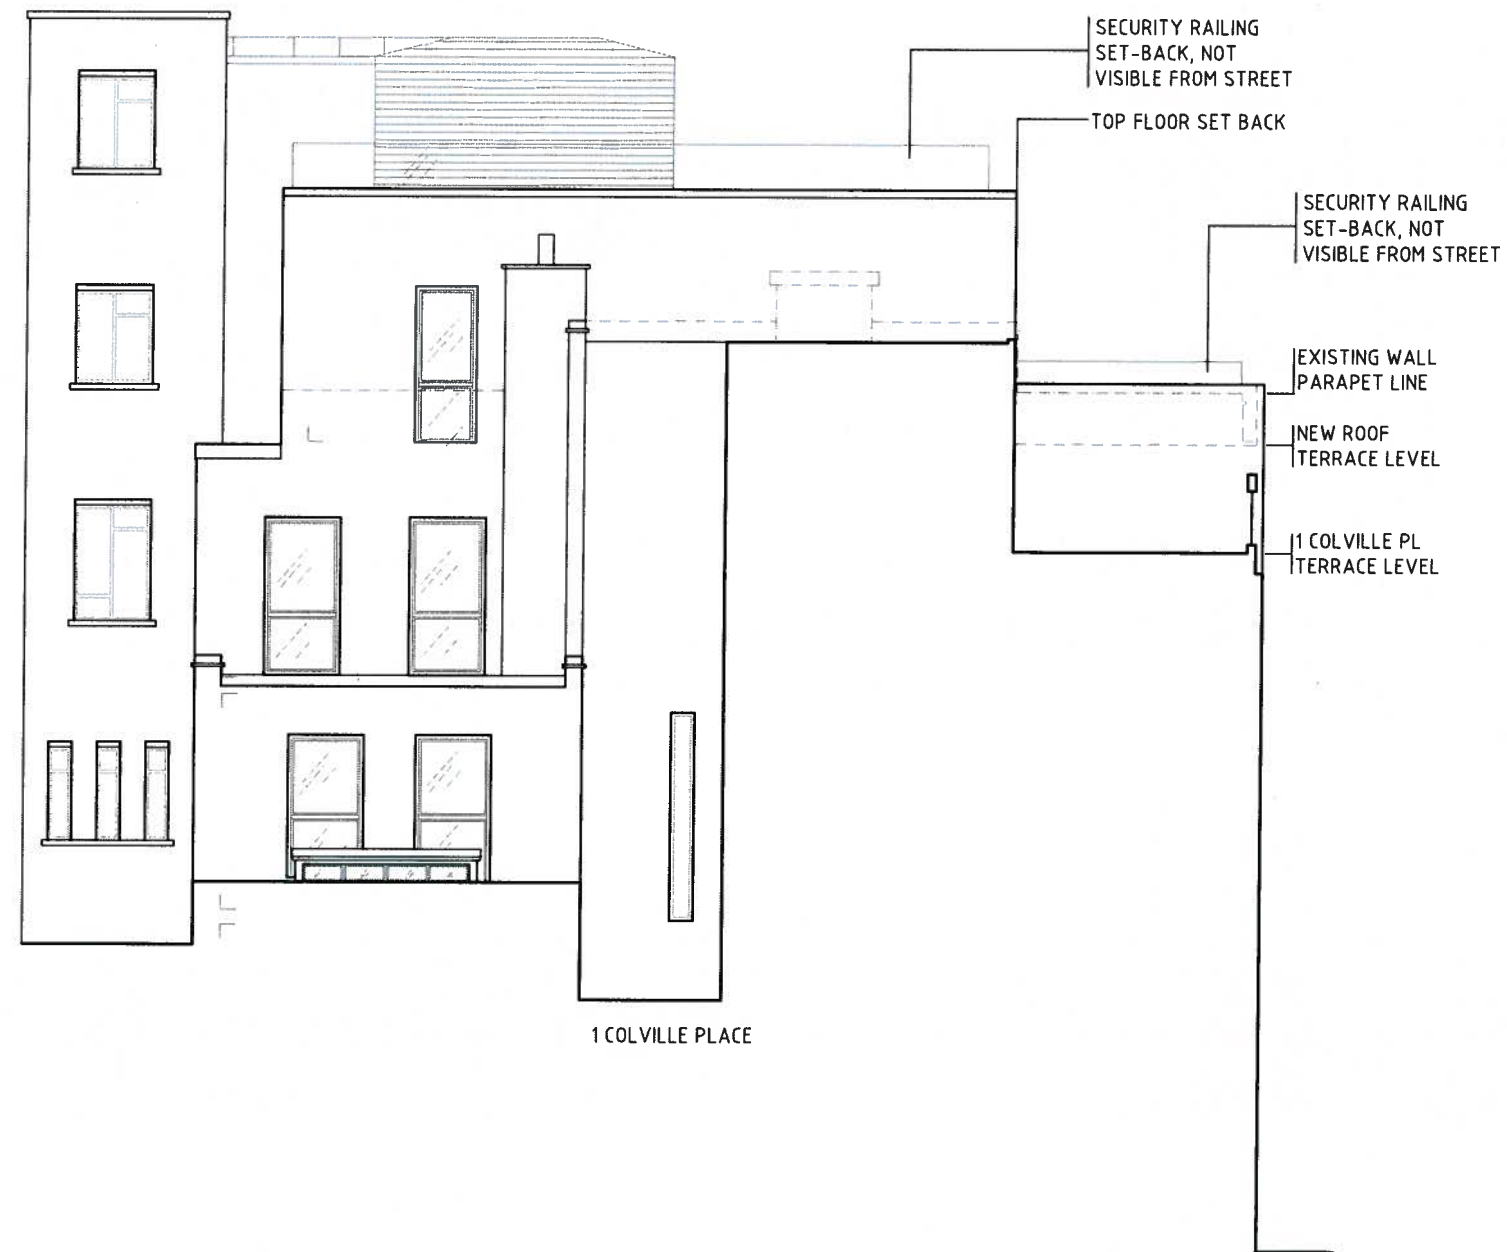 SECURITY RAILING
SET-BACK, NOT
VISIBLE FROM STREET
TOP FLOOR SET BACK
SECURITY RAILING
SET-BACK, NOT
VISIBLE FROM STREET
EXISTING WALL
PARAPET LINE
NEW ROOF
TERRACE LEVEL
1 COLVILLE PL
TERRACE LEVEL
1 COLVILLE PLACE